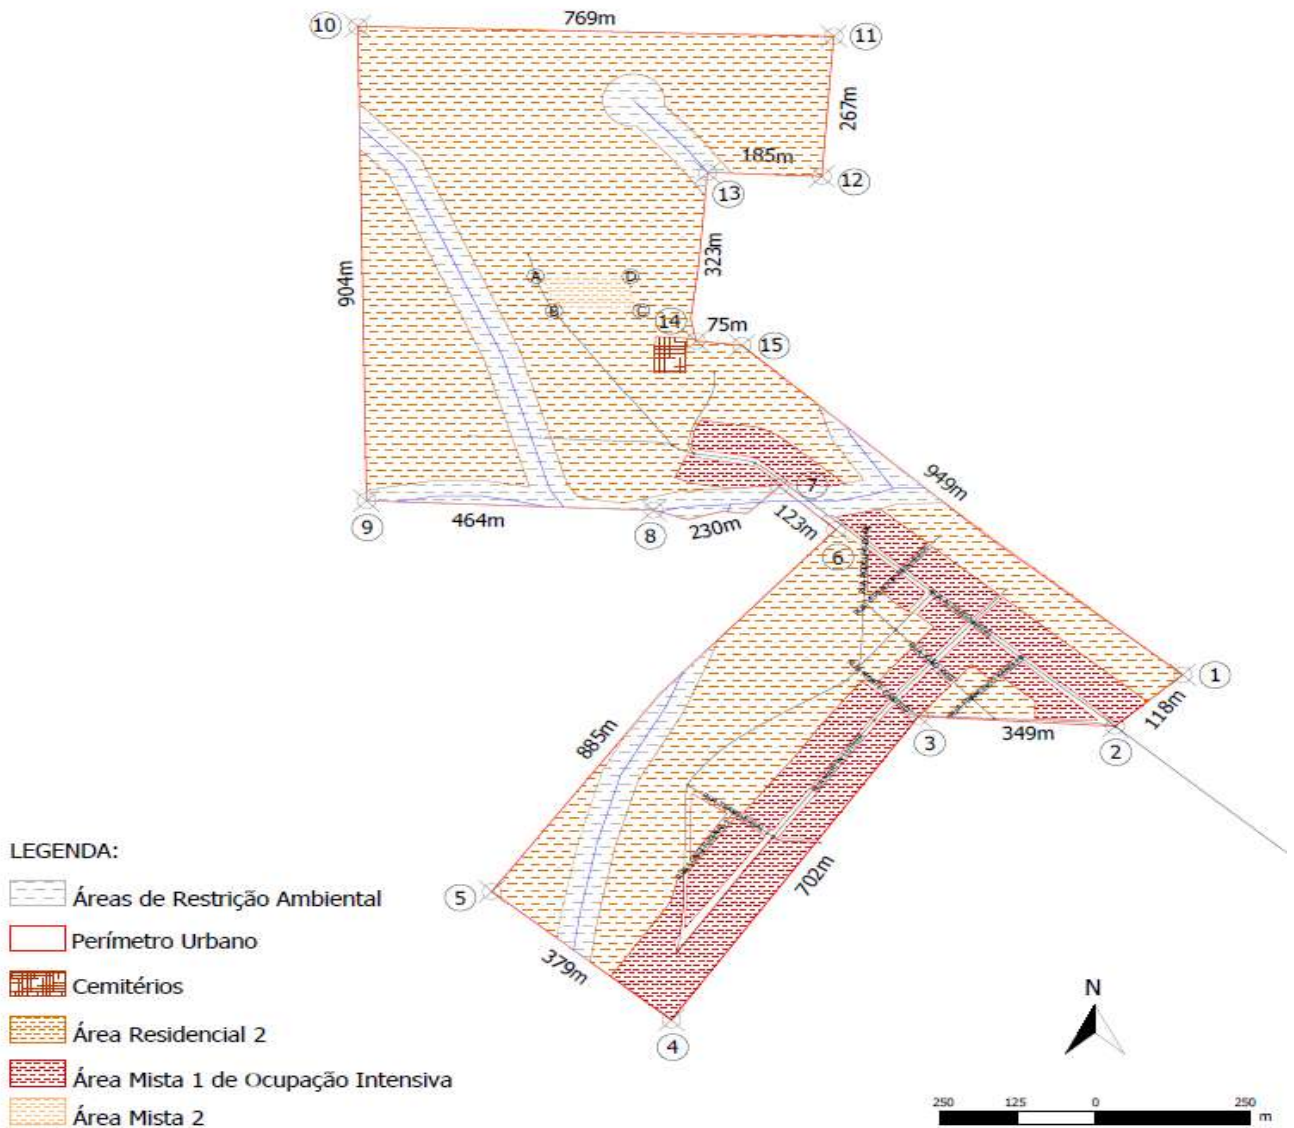 769m
10
11
267m
185m
12
13
323m
904m
A
D
B
C
14
75m
15
949m
7
9
464m
8
230m
123m
6
1
118m
885m
3
349m
2
702m
5
379m
4
N
LEGENDA:
Áreas de Restrição Ambiental
Perímetro Urbano
Cemitérios
Área Residencial 2
Área Mista 1 de Ocupação Intensiva
Área Mista 2
250 125 0 250
m